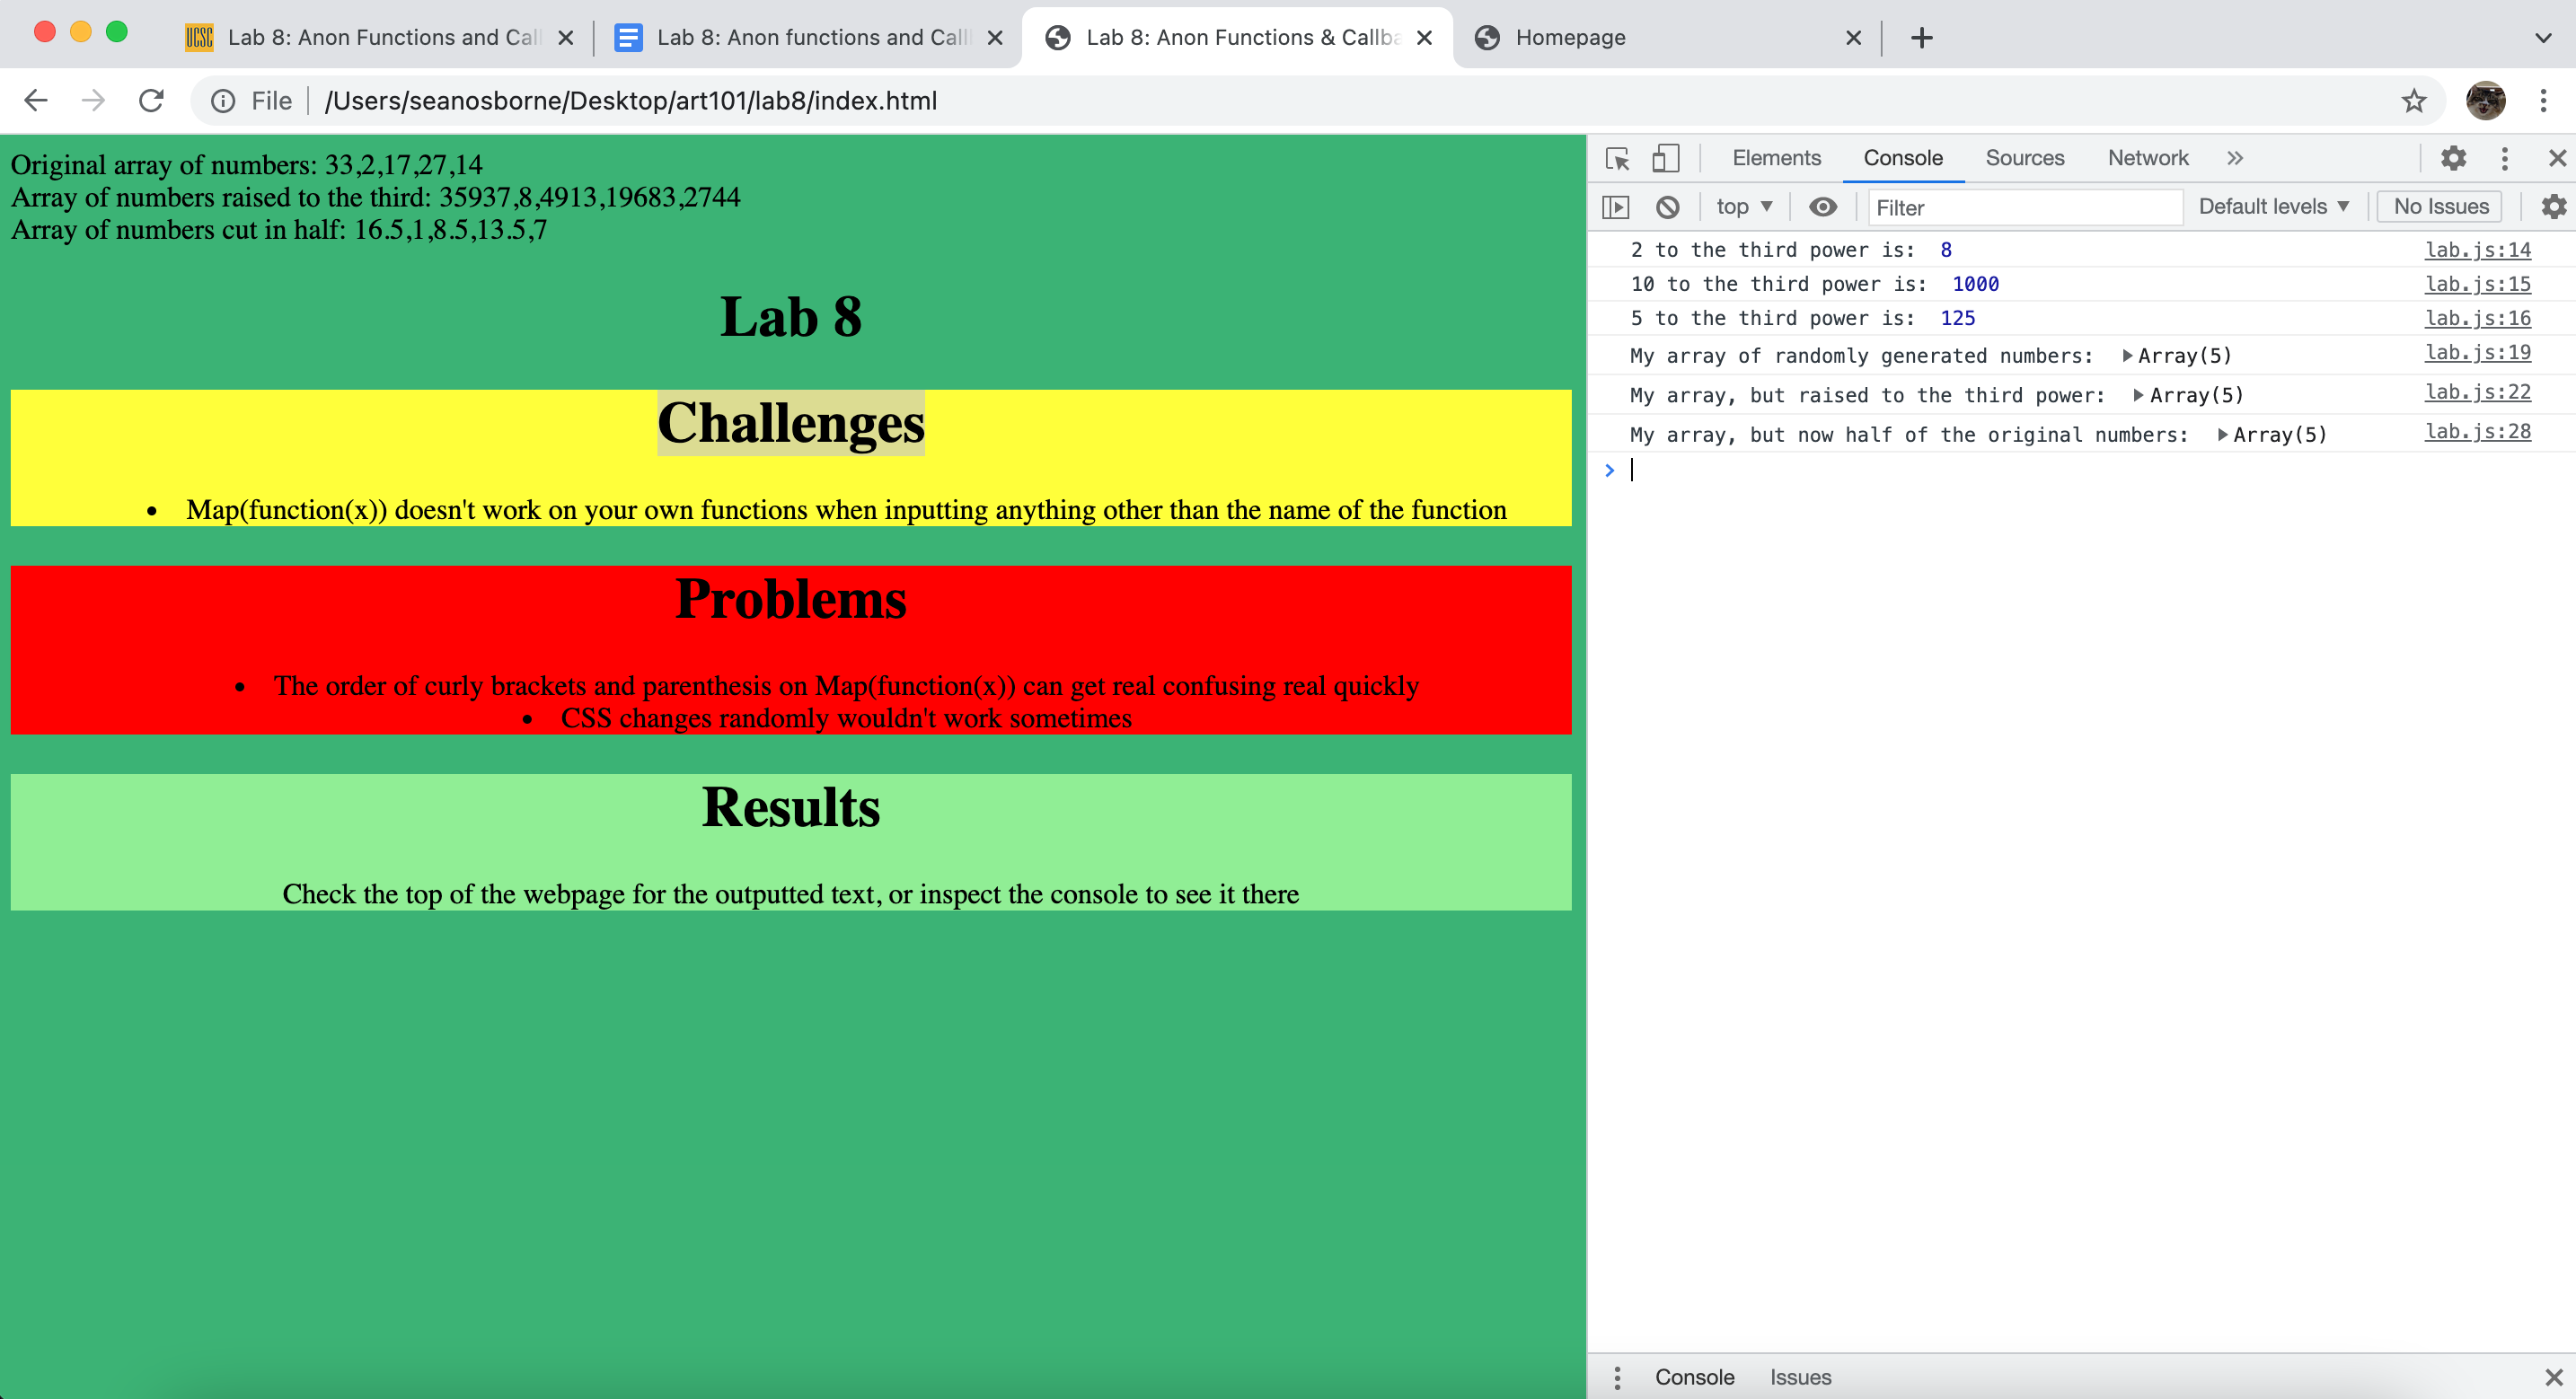 UCSC Lab 8: Anon Functions and Call
Lab 8: Anon functions and Call
Lab 8: Anon Functions & Callba
Homepage
File /Users/seanosborne/Desktop/art101/lab8/index.html
Original array of numbers: 33,2,17,27,14
Array of numbers raised to the third: 35937,8,4913,19683,2744
Array of numbers cut in half: 16.5,1,8.5,13.5,7
Lab 8
Challenges
• Map(function(x)) doesn't work on your own functions when inputting anything other than the name of the function
Problems
• The order of curly brackets and parenthesis on Map(function(x)) can get real confusing real quickly
• CSS changes randomly wouldn't work sometimes
Results
Check the top of the webpage for the outputted text, or inspect the console to see it there
Elements Console Sources Network »
top Filter Default levels No Issues
2 to the third power is: 8 lab.js:14
10 to the third power is: 1000 lab.js:15
5 to the third power is: 125 lab.js:16
My array of randomly generated numbers: Array(5) lab.js:19
My array, but raised to the third power: Array(5) lab.js:22
My array, but now half of the original numbers: Array(5) lab.js:28
>
Console Issues